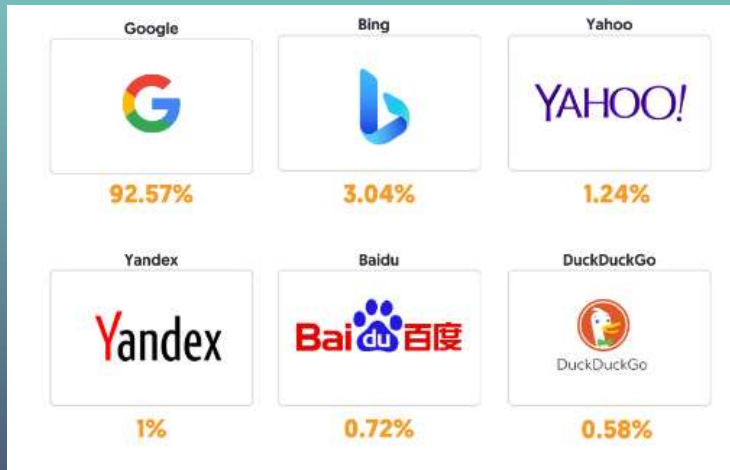 Google
Bing
Yahoo
G
b
YAHOO!
92.57%
3.04%
1.24%
Yandex
Baidu
DuckDuckGo
Yandex
Bai du 百度
DuckDuckGo
1%
0.72%
0.58%